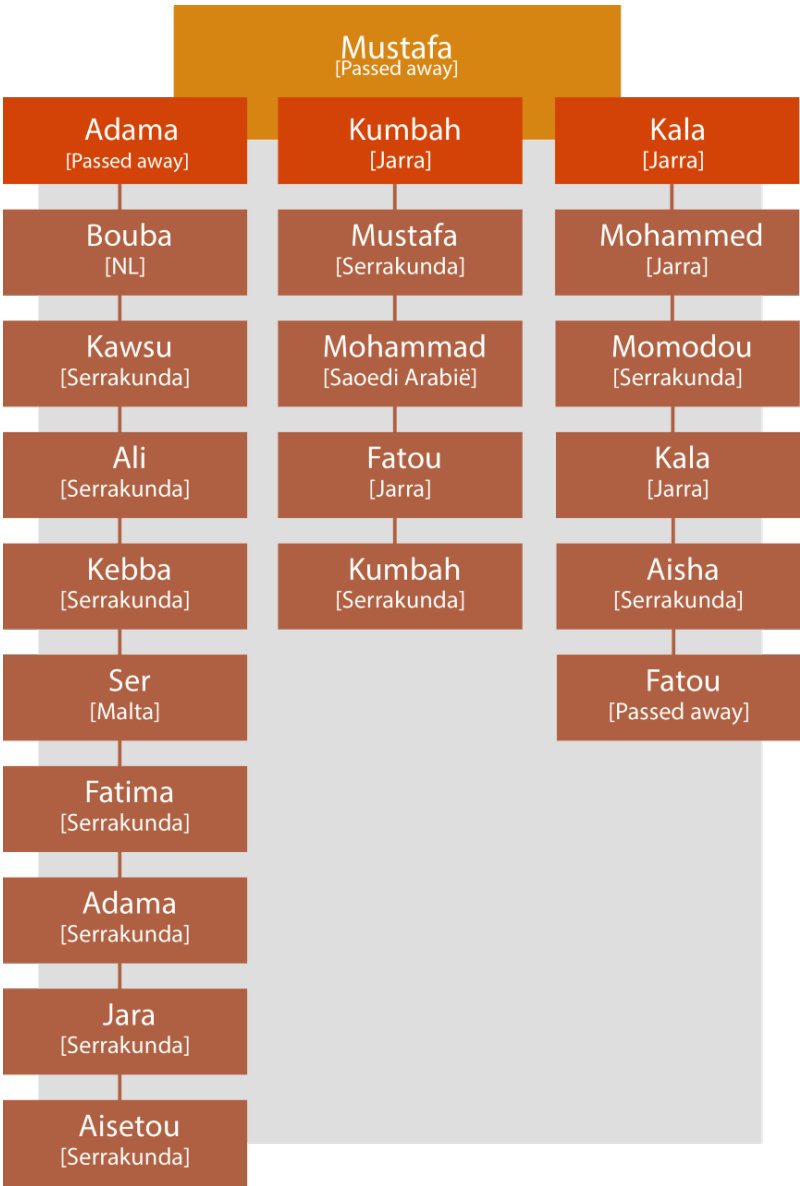 Mustafa
[Passed away]
Adama
[Passed away]
Bouba
[NL]
Kawsu
[Serrakunda]
Ali
[Serrakunda]
Kebba
[Serrakunda]
Ser
[Malta]
Fatima
[Serrakunda]
Adama
[Serrakunda]
Jara
[Serrakunda]
Aisetou
[Serrakunda]
Kumbah
[Jarra]
Mustafa
[Serrakunda]
Mohammad
[Saoedi Arabië]
Fatou
[Jarra]
Kumbah
[Serrakunda]
Kala
[Jarra]
Mohammed
[Jarra]
Momodou
[Serrakunda]
Kala
[Jarra]
Aisha
[Serrakunda]
Fatou
[Passed away]